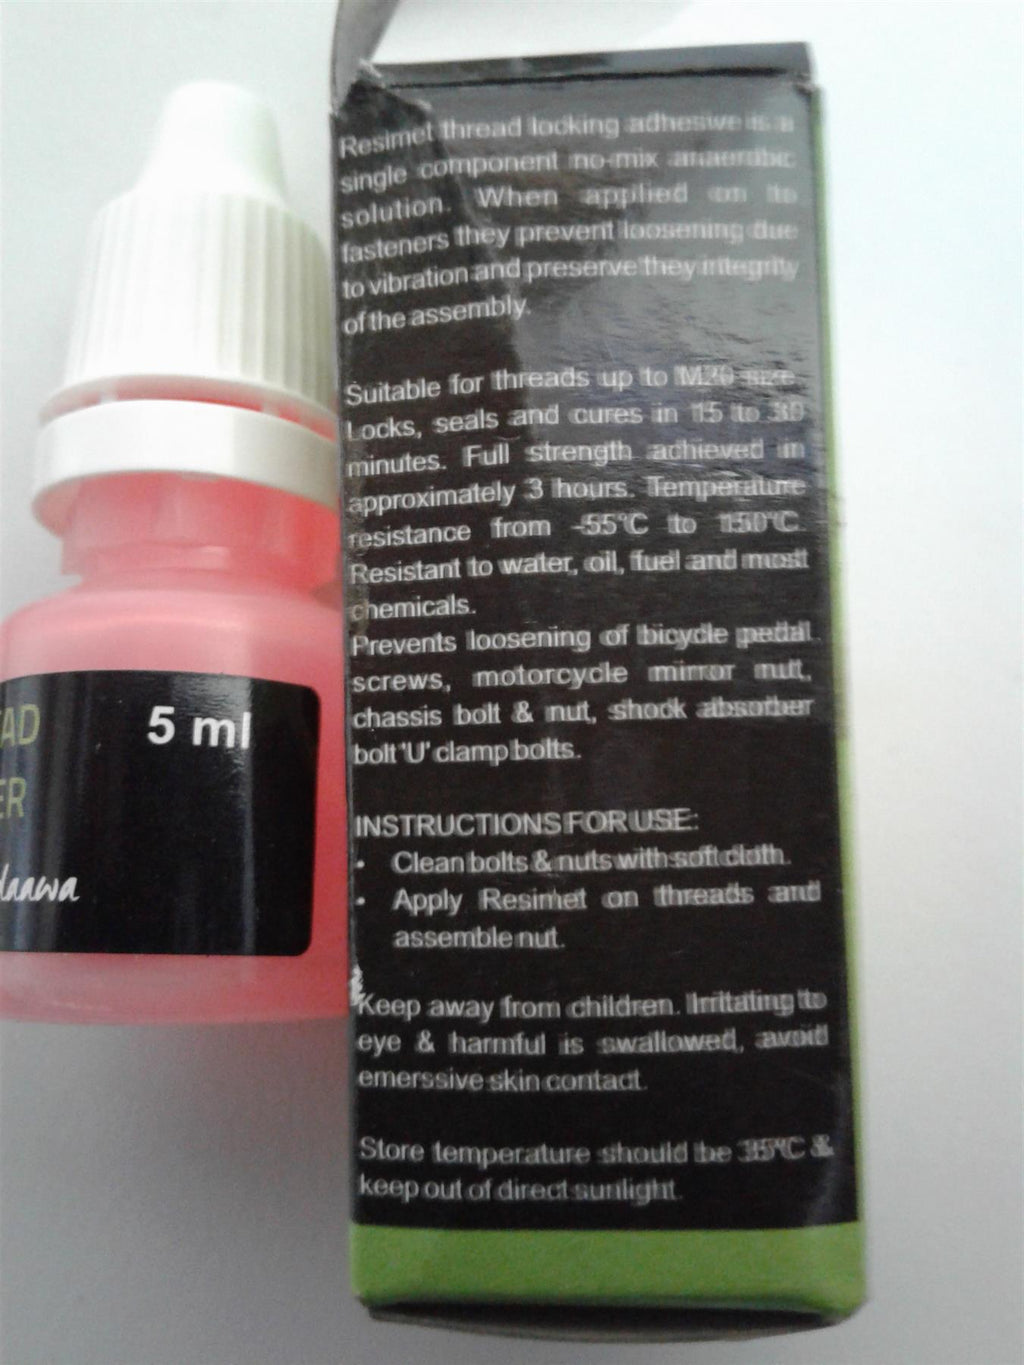 AD
ER
5 ml
daawa
Resimet thread locking adhesive is a
single component no-mix anaerobic
solution. When applied on to
fasteners they prevent loosening due
to vibration and preserve they integrity
of the assembly.
Suitable for threads up to M20 size.
Locks, seals and cures in 15 to 30
minutes. Full strength achieved in
approximately 3 hours. Temperature
resistance from -55°C to 150°C.
Resistant to water, oil, fuel and most
chemicals.
Prevents loosening of bicycle pedal
screws, motorcycle mirror nut,
chassis bolt & nut, shock absorber
bolt 'U' clamp bolts.
INSTRUCTIONS FOR USE:
• Clean bolts & nuts with soft cloth.
• Apply Resimet on threads and
assemble nut.
Keep away from children. Irritating to
eye & harmful is swallowed, avoid
emerssive skin contact.
Store temperature should be 35°C &
keep out of direct sunlight.